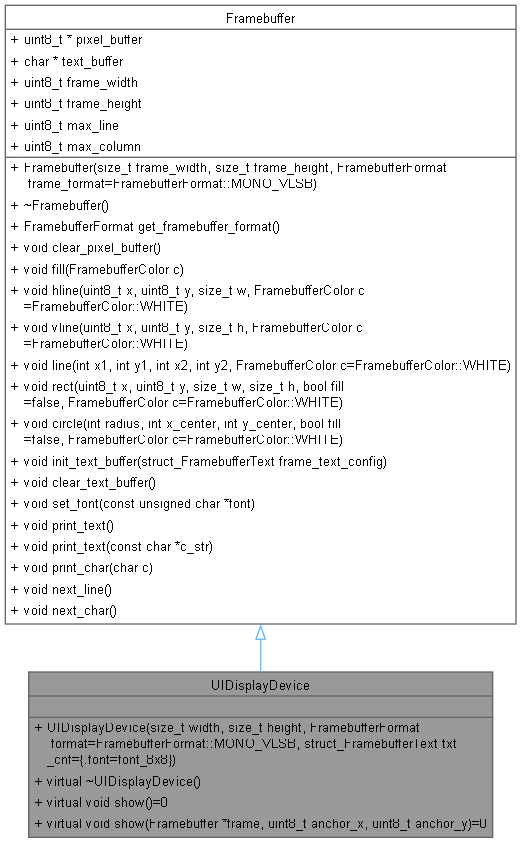 Framebuffer
+ uint8_t * pixel_buffer
+ char * text_buffer
+ uint8_t frame_width
+ uint8_t frame_height
+ uint8_t max_line
+ uint8_t max_column
+ Framebuffer(size_t frame_width, size_t frame_height, FramebufferFormat
frame_format=FramebufferFormat::MONO_VLSB)
+ ~Framebuffer()
+ FramebufferFormat get_framebuffer_format()
+ void clear_pixel_buffer()
+ void fill(FramebufferColor c)
+ void hline(uint8_t x, uint8_t y, size_t w, FramebufferColor c
=FramebufferColor::WHITE)
+ void vline(uint8_t x, uint8_t y, size_t h, FramebufferColor c
=FramebufferColor::WHITE)
+ void line(int x1, int y1, int x2, int y2, FramebufferColor c=FramebufferColor::WHITE)
+ void rect(uint8_t x, uint8_t y, size_t w, size_t h, bool fill
=false, FramebufferColor c=FramebufferColor::WHITE)
+ void circle(int radius, int x_center, int y_center, bool fill
=false, FramebufferColor c=FramebufferColor::WHITE)
+ void init_text_buffer(struct_FramebufferText frame_text_config)
+ void clear_text_buffer()
+ void set_font(const unsigned char *font)
+ void print_text()
+ void print_text(const char *c_str)
+ void print_char(char c)
+ void next_line()
+ void next_char()
UIDisplayDevice
+ UIDisplayDevice(size_t width, size_t height, FramebufferFormat
format=FramebufferFormat::MONO_VLSB, struct_FramebufferText txt
_cnf={.font=font_8x8})
+ virtual ~UIDisplayDevice()
+ virtual void show()=0
+ virtual void show(Framebuffer *frame, uint8_t anchor_x, uint8_t anchor_y)=0